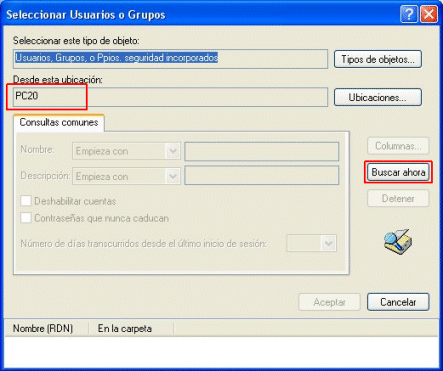 Seleccionar Usuarios o Grupos
Seleccionar este tipo de objeto:
Usuarios, Grupos, o Ppios. seguridad incorporados
Tipos de objetos...
Desde esta ubicación:
PC20
Ubicaciones...
Consultas comunes
Nombre:
Empieza con
Columnas...
Descripción:
Empieza con
Buscar ahora
Deshabilitar cuentas
Detener
Contraseñas que nunca caducan
Número de días transcurridos desde el último inicio de sesión:
Aceptar
Cancelar
Nombre (RDN)
En la carpeta